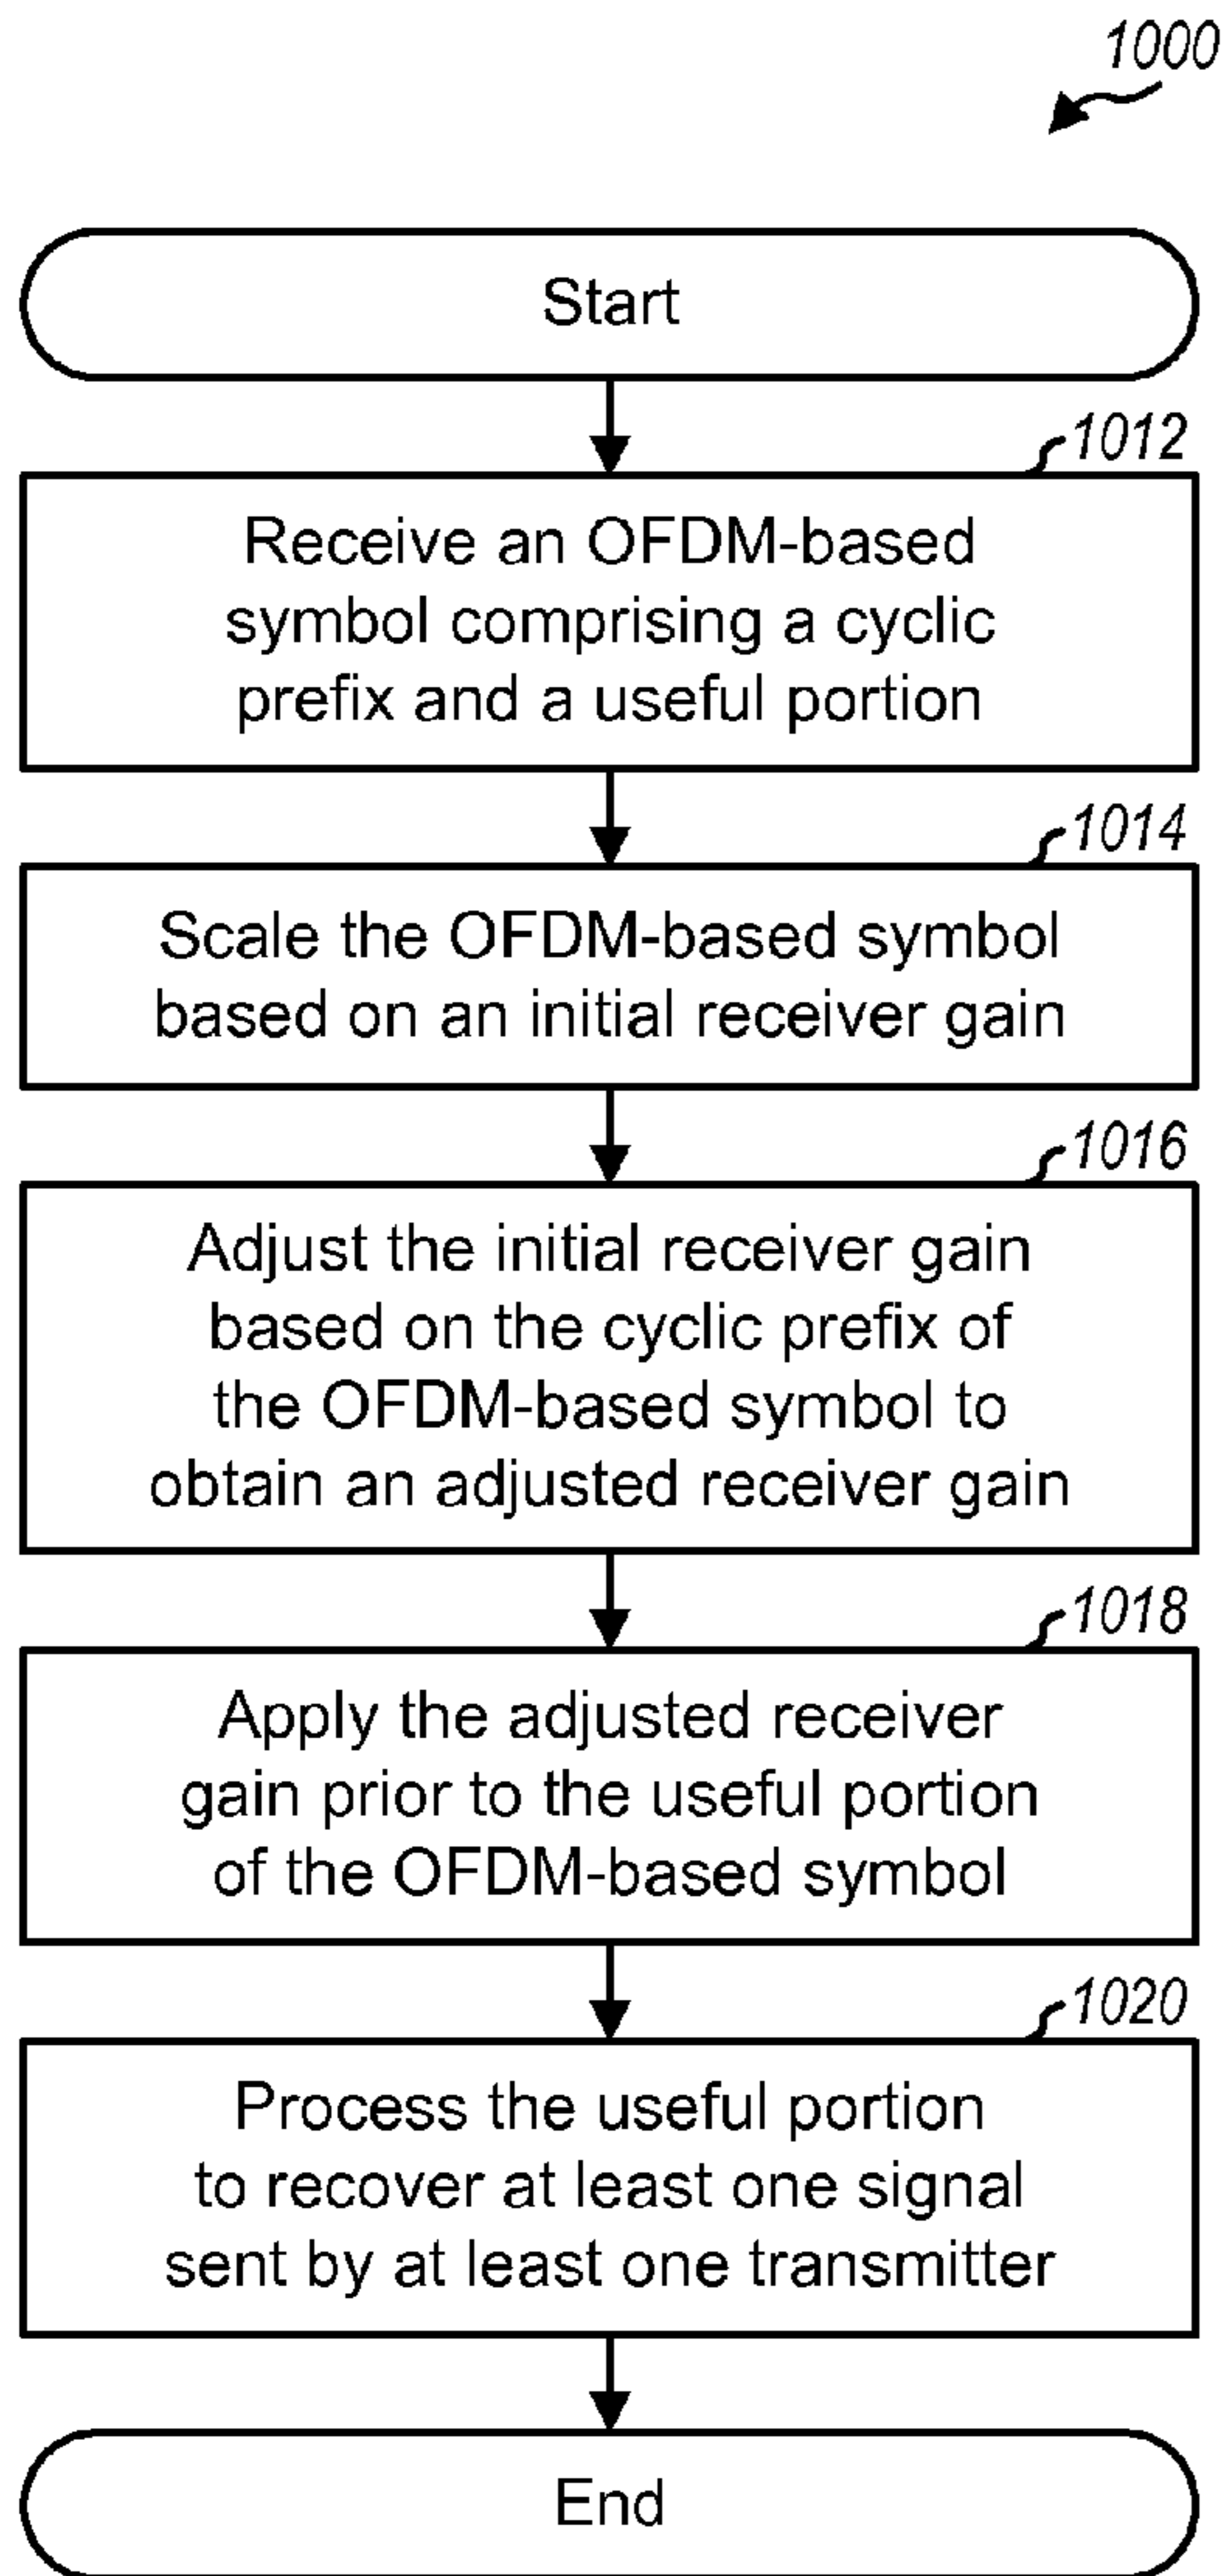 1000
Start
1012
Receive an OFDM-based
symbol comprising a cyclic
prefix and a useful portion
1014
Scale the OFDM-based symbol
based on an initial receiver gain
1016
Adjust the initial receiver gain
based on the cyclic prefix of
the OFDM-based symbol to
obtain an adjusted receiver gain
1018
Apply the adjusted receiver
gain prior to the useful portion
of the OFDM-based symbol
1020
Process the useful portion
to recover at least one signal
sent by at least one transmitter
End